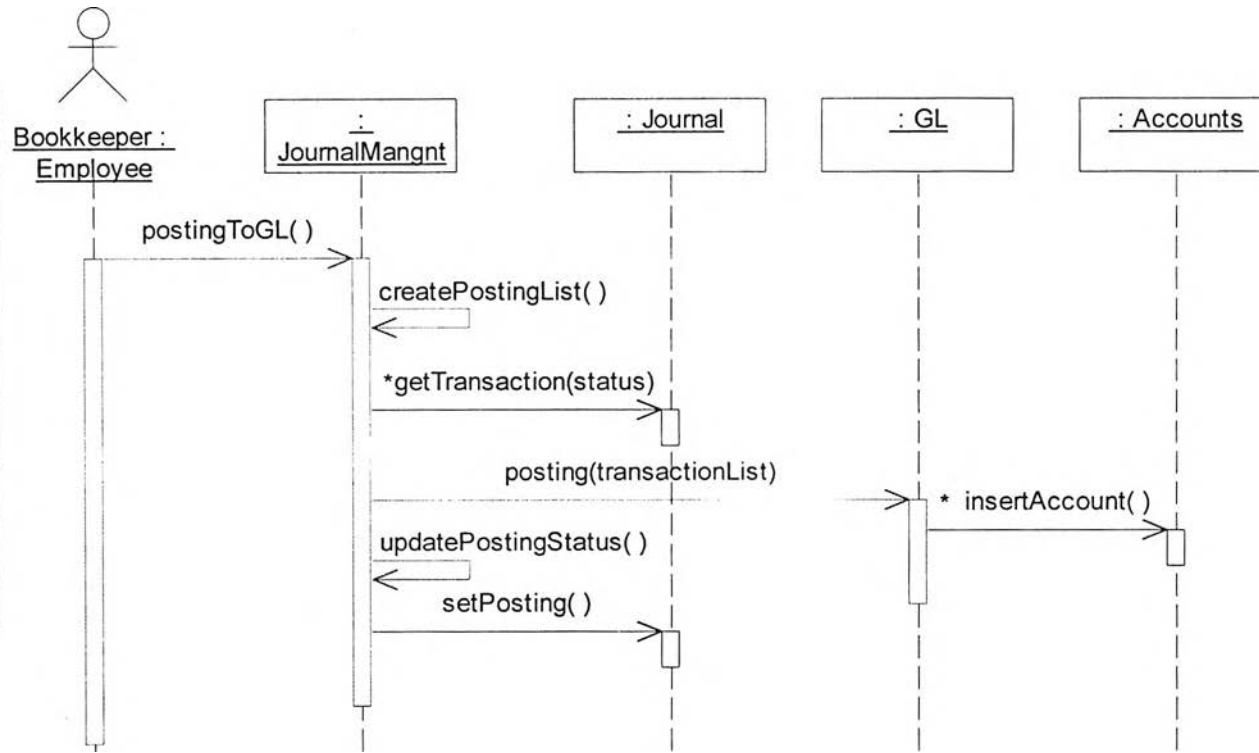 Bookkeeper :
Employee
:
JournalMangnt
: Journal
: GL
: Accounts
postingToGL( )
createPostingList( )
*getTransaction(status)
posting(transactionList)
* insertAccount( )
updatePostingStatus( )
setPosting( )